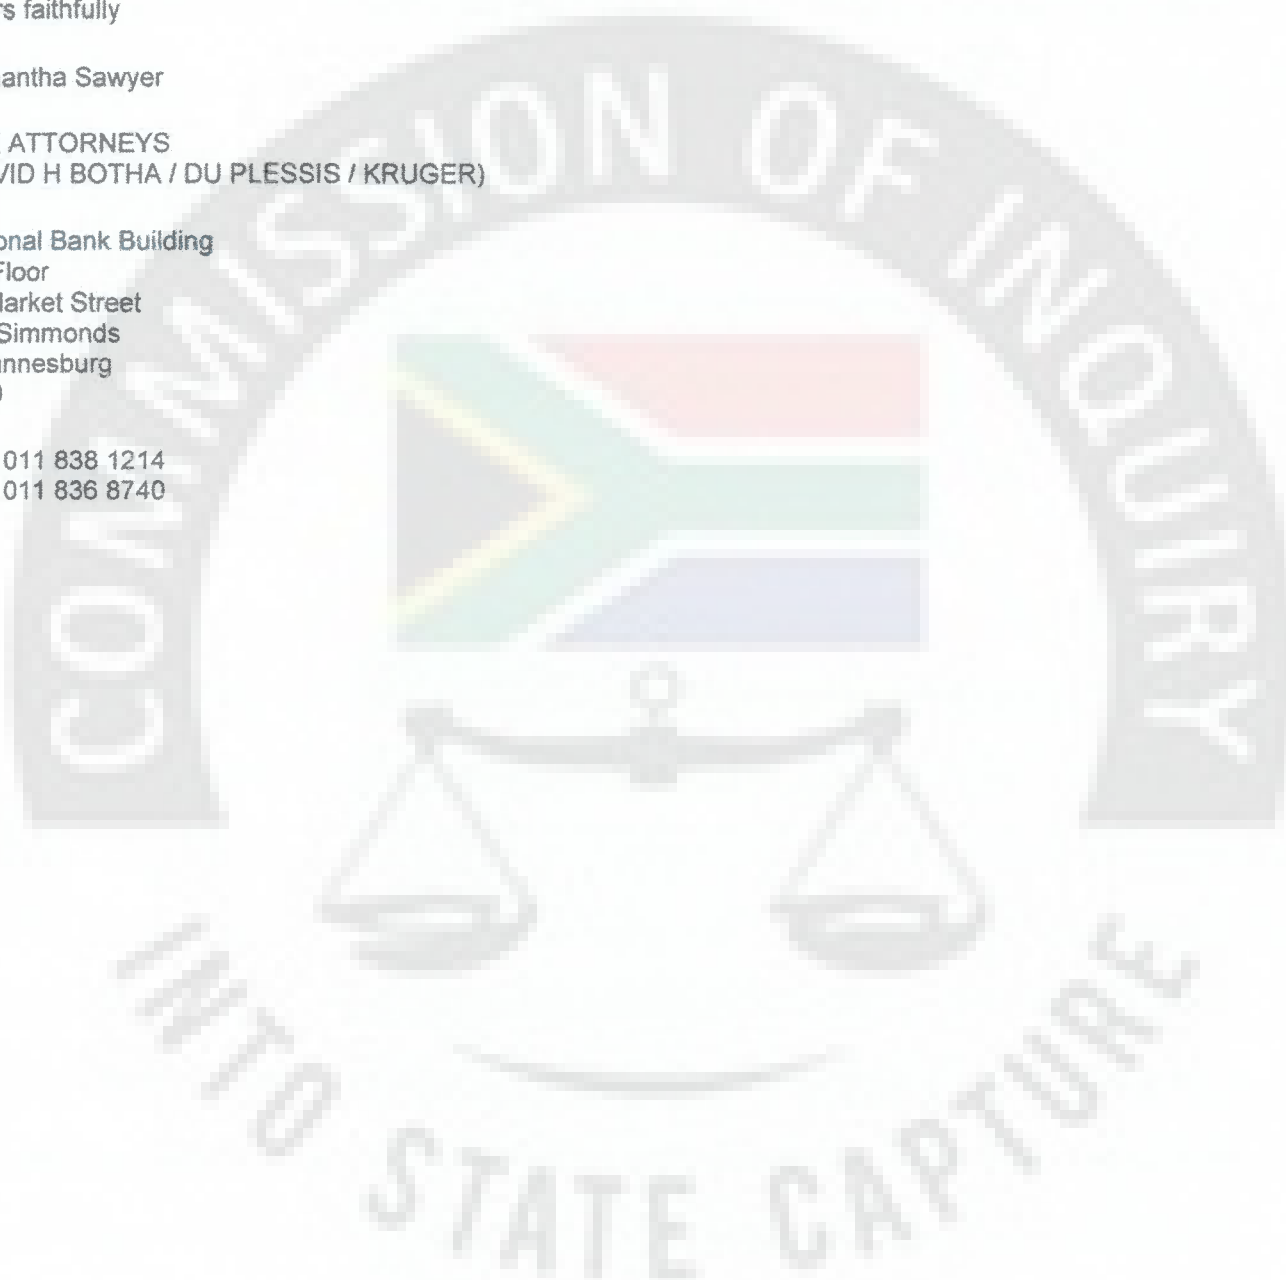 rs faithfully
antha Sawyer
ATTORNEYS
VID H BOTHA / DU PLESSIS / KRUGER)
onal Bank Building
Floor
Market Street
Simmonds
nnesburg
011 838 1214
011 836 8740
COMMISSION OF INQUIRY
INTO STATE CAPTURE